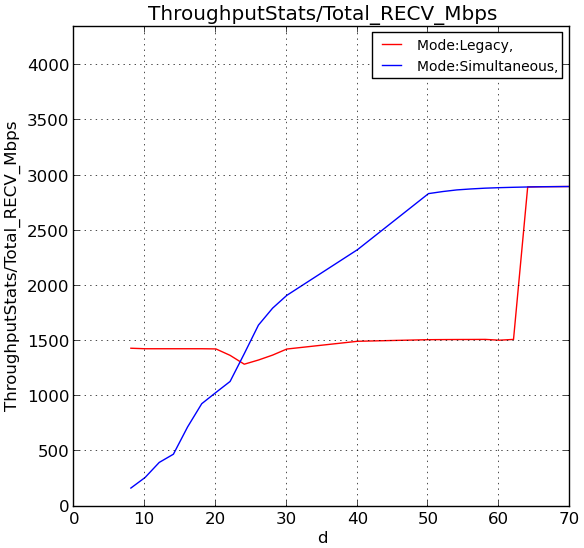 ThroughputStats/Total_RECV_Mbps
Mode:Legacy,
Mode:Simultaneous,
ThroughputStats/Total_RECV_Mbps
4000
3500
3000
2500
2000
1500
1000
500
0
0 10 20 30 40 50 60 70
d